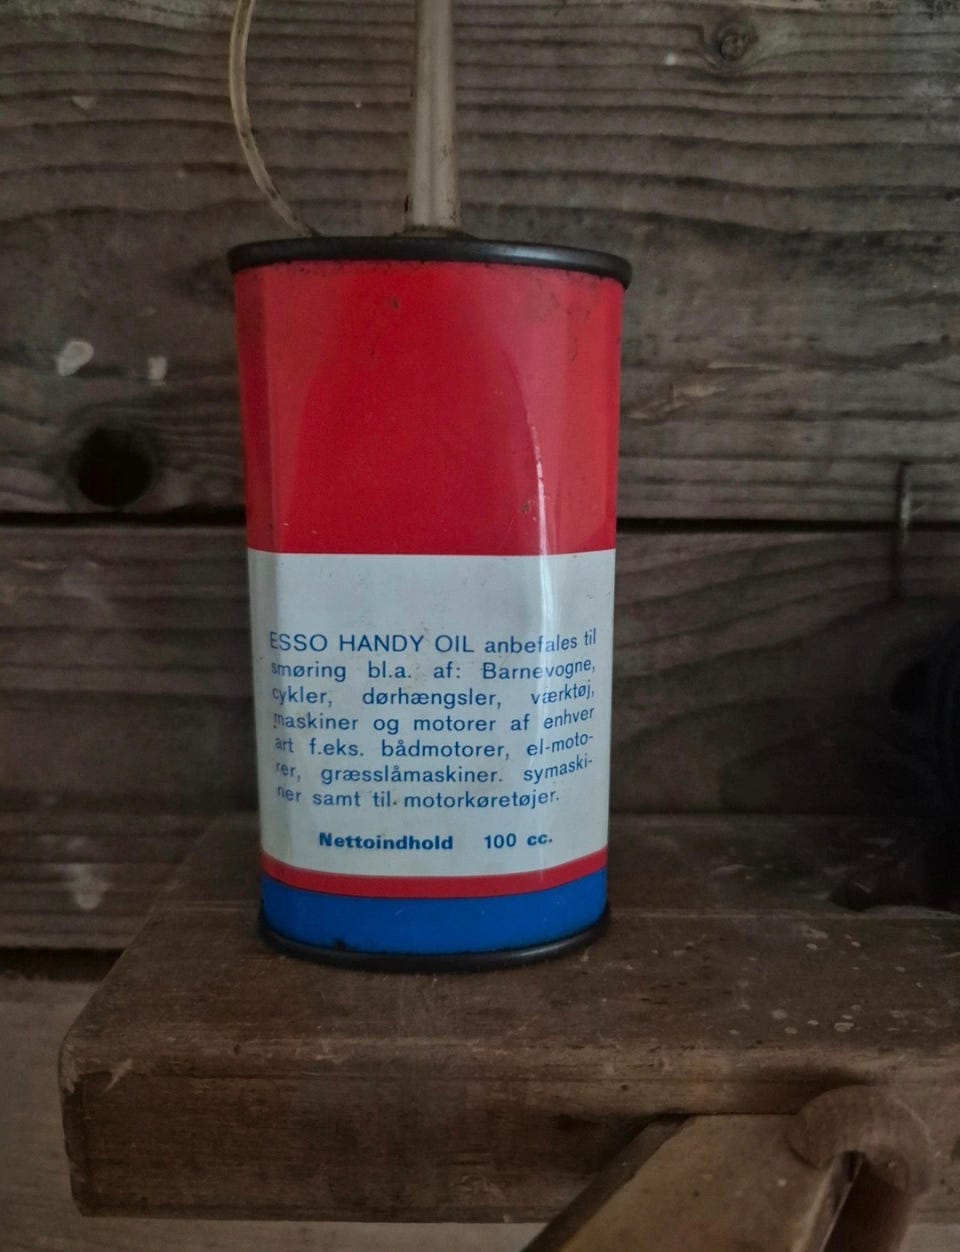 ESSO HANDY OIL anbefales til
smøring bl.a. af: Barnevogne,
cykler, dørhængsler, værktøj,
maskiner og motorer af enhver
art f.eks. bådmotorer, el-moto-
rer, græsslåmaskiner. symaski-
ner samt til motorkøretøjer.
Nettoindhold 100 cc.